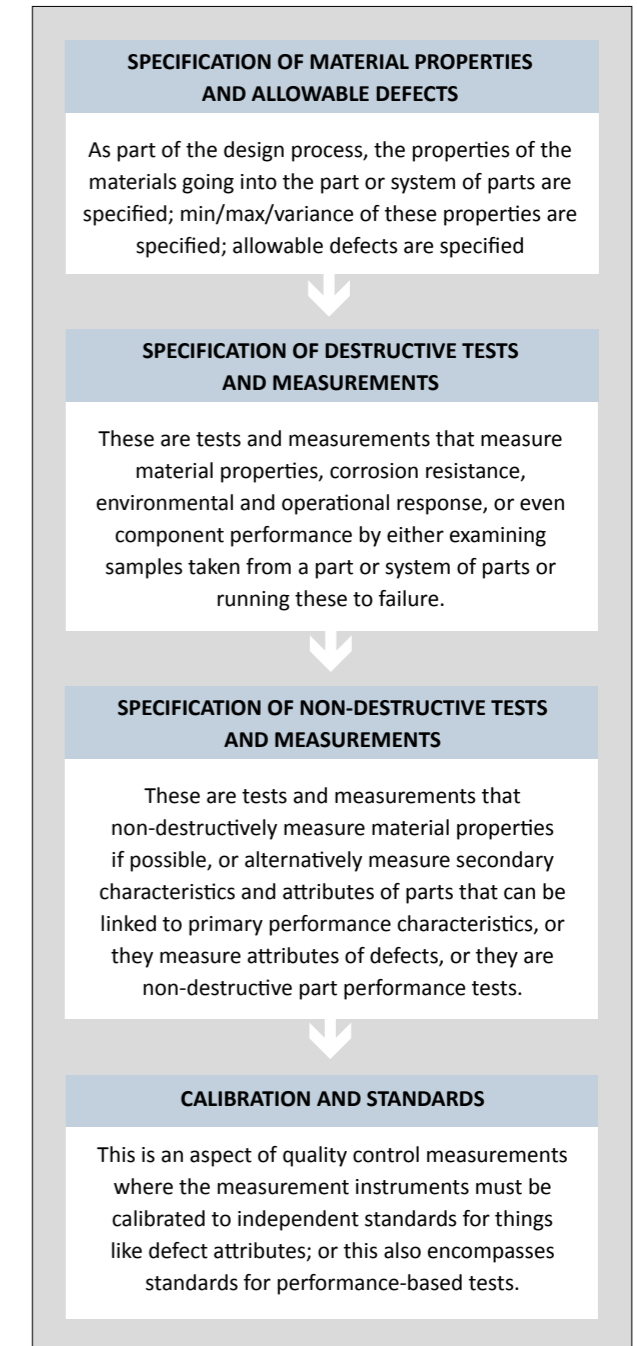 SPECIFICATION OF MATERIAL PROPERTIES
AND ALLOWABLE DEFECTS
As part of the design process, the properties of the
materials going into the part or system of parts are
specified; min/max/variance of these properties are
specified; allowable defects are specified
SPECIFICATION OF DESTRUCTIVE TESTS
AND MEASUREMENTS
These are tests and measurements that measure
material properties, corrosion resistance,
environmental and operational response, or even
component performance by either examining
samples taken from a part or system of parts or
running these to failure.
SPECIFICATION OF NON-DESTRUCTIVE TESTS
AND MEASUREMENTS
These are tests and measurements that
non-destructively measure material properties
if possible, or alternatively measure secondary
characteristics and attributes of parts that can be
linked to primary performance characteristics, or
they measure attributes of defects, or they are
non-destructive part performance tests.
CALIBRATION AND STANDARDS
This is an aspect of quality control measurements
where the measurement instruments must be
calibrated to independent standards for things
like defect attributes; or this also encompasses
standards for performance-based tests.